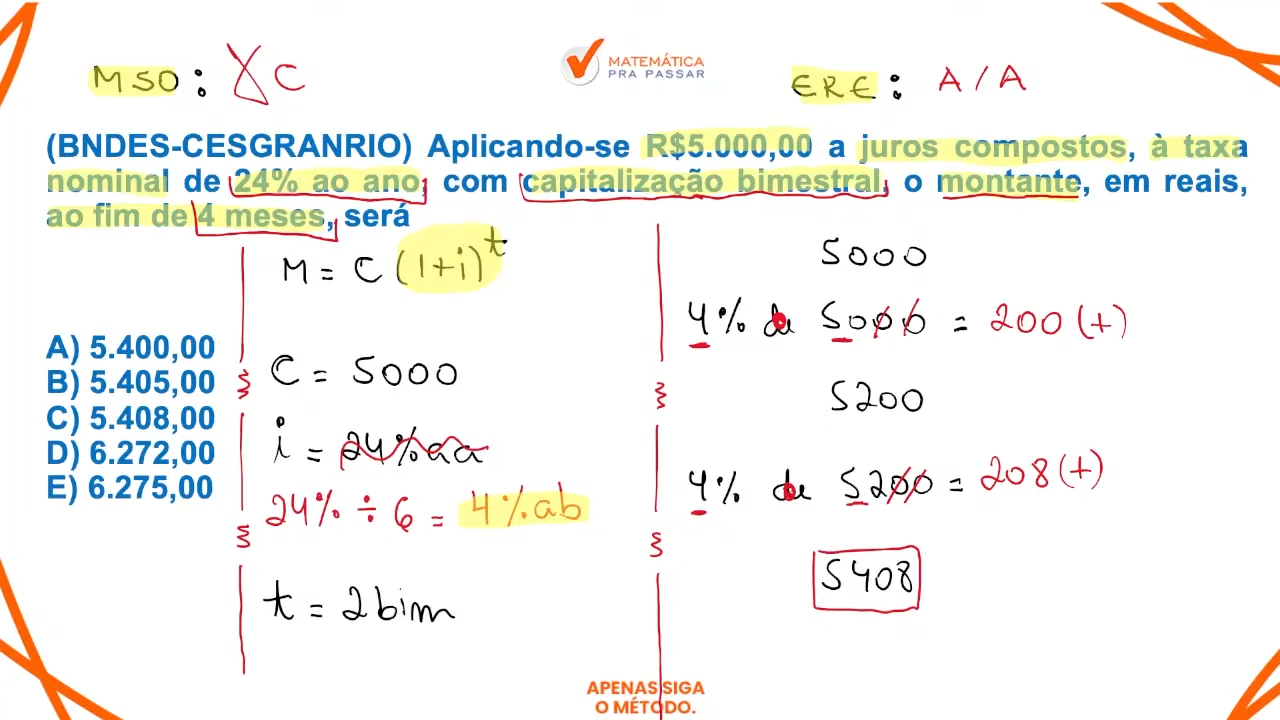 MSO: C
MATEMÁTICA
PRA PASSAR
ERE: A/A
(BNDES-CESGRANRIO) Aplicando-se R$5.000,00 a juros compostos, à taxa
nominal de 24% ao ano, com capitalização bimestral, o montante, em reais,
ao fim de 4 meses, será
A) 5.400,00
B) 5.405,00
C) 5.408,00
D) 6.272,00
E) 6.275,00
M = C (1+i)^t
C = 5000
i = 24% aa
24% ÷ 6 = 4% ab
t = 2 bim
5000
4% de 5000 = 200 (+)
5200
4% de 5200 = 208 (+)
5408
APENAS SIGA
O MÉTODO.